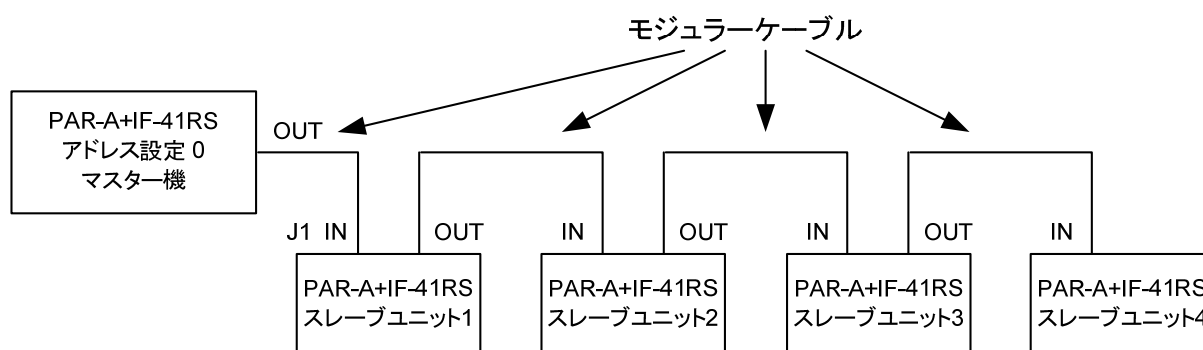 モジュラーケーブル
PAR-A+IF-41RS
アドレス設定 0
マスター機
OUT
J1 IN
OUT
IN
OUT
IN
OUT
IN
PAR-A+IF-41RS
スレーブユニット1
PAR-A+IF-41RS
スレーブユニット2
PAR-A+IF-41RS
スレーブユニット3
PAR-A+IF-41RS
スレーブユニット4